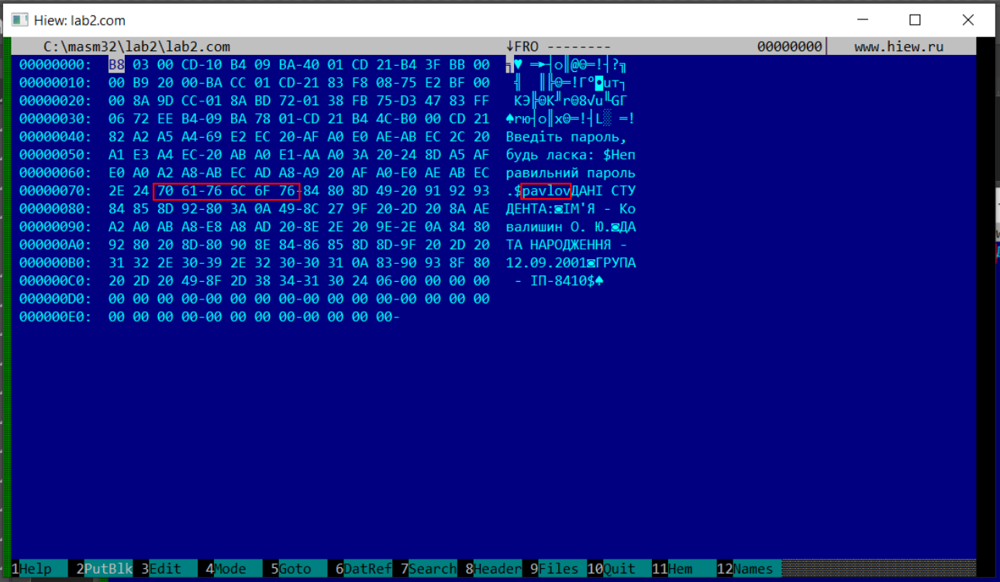 Hiew: lab2.com
C:\masm32\lab2\lab2.com ↓FRO -------- 00000000| www.hiew.ru
00000000: B8 03 00 CD-10 B4 09 BA-40 01 CD 21-B4 3F BB 00 ╕♥ ═►┤○║@☺═!┤?╗
00000010: 00 B9 20 00-BA CC 01 CD-21 83 F8 08-75 E2 BF 00 ╣ ║╠☺═!Г°◘uт┐
00000020: 00 8A 9D CC-01 8A BD 72-01 38 FB 75-D3 47 83 FF КЭ╠☺К╜r☺8√u╙GГ
00000030: 06 72 EE B4-09 BA 78 01-CD 21 B4 4C-B0 00 CD 21 ♠rю┤○║x☺═!┤L░ ═!
00000040: 82 A2 A5 A4-69 E2 EC 20-AF A0 E0 AE-AB EC 2C 20 Введіть пароль,
00000050: A1 E3 A4 EC-20 AB A0 E1-AA A0 3A 20-24 8D A5 AF будь ласка: $Неп
00000060: E0 A0 A2 A8-AB EC AD A8-A9 20 AF A0-E0 AE AB EC равильний пароль
00000070: 2E 24 70 61-76 6C 6F 76-84 80 8D 49-20 91 92 93 .$pavlovДАНІ СТУ
00000080: 84 85 8D 92-80 3A 0A 49-8C 27 9F 20-2D 20 8A AE ДЕНТА:◙ІМ'Я - Ко
00000090: A2 A0 AB A8-E8 A8 AD 20-8E 2E 20 9E-2E 0A 84 80 валишин О. Ю.◙ДА
000000A0: 92 80 20 8D-80 90 8E 84-86 85 8D 8D-9F 20 2D 20 ТА НАРОДЖЕННЯ -
000000B0: 31 32 2E 30-39 2E 32 30-30 31 0A 83-90 93 8F 80 12.09.2001◙ГРУПА
000000C0: 20 2D 20 49-8F 2D 38 34-31 30 24 06-00 00 00 00 - ІП-8410$♠
000000D0: 00 00 00 00-00 00 00 00-00 00 00 00-00 00 00 00
000000E0: 00 00 00 00-00 00 00 00-00 00 00 00-
1Help 2PutBlk 3Edit 4Mode 5Goto 6DatRef 7Search 8Header 9Files 10Quit 11Hem 12Names